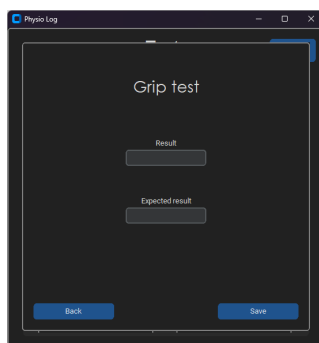 Physio Log
Grip test
Result
Expected result
Back
Save